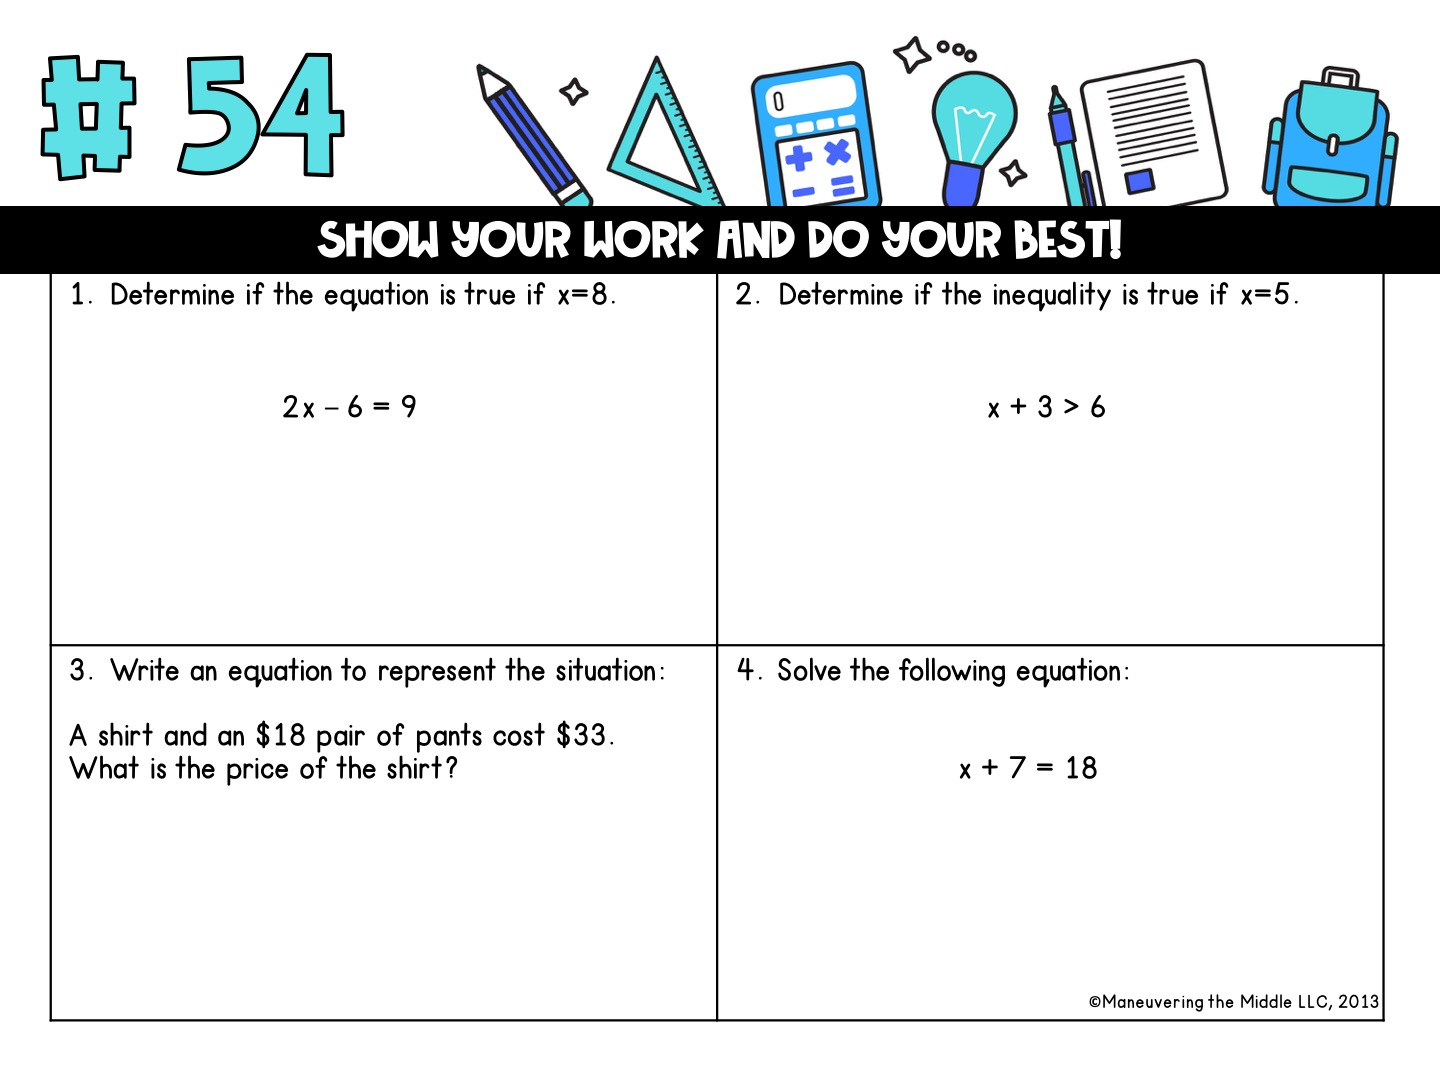 # 54
0
SHOW YOUR WORK AND DO YOUR BEST!
1. Determine if the equation is true if x=8.
2x – 6 = 9
2. Determine if the inequality is true if x=5.
x + 3 > 6
3. Write an equation to represent the situation:
A shirt and an $18 pair of pants cost $33.
What is the price of the shirt?
4. Solve the following equation:
x + 7 = 18
©Maneuvering the Middle LLC, 2013